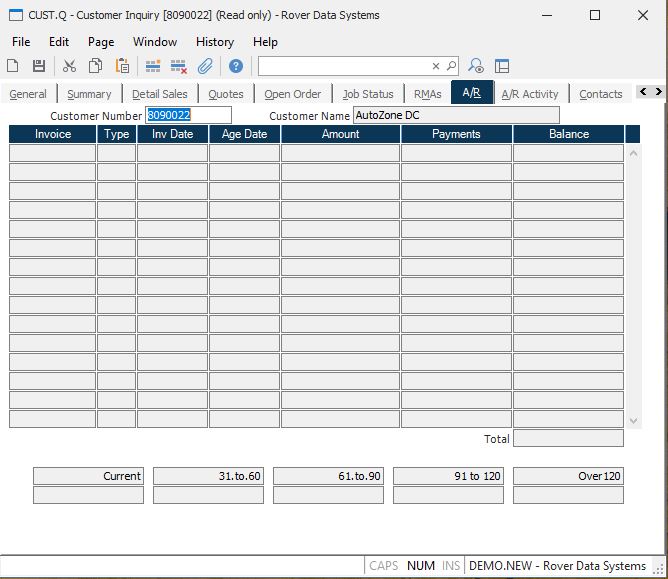 CUST.Q - Customer Inquiry [8090022] (Read only) - Rover Data Systems
File Edit Page Window History Help
General Summary Detail Sales Quotes Open Order Job Status RMAs A/R A/R Activity Contacts
Customer Number 8090022 Customer Name AutoZone DC
Invoice Type Inv Date Age Date Amount Payments Balance
Total
Current 31.to.60 61.to.90 91 to 120 Over120
CAPS NUM INS DEMO.NEW - Rover Data Systems